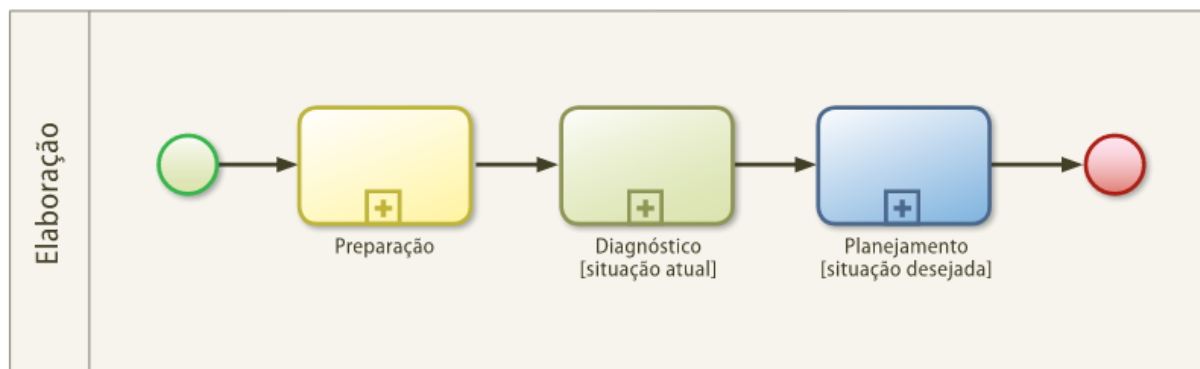 Elaboração
Preparação
Diagnóstico
[situação atual]
Planejamento
[situação desejada]